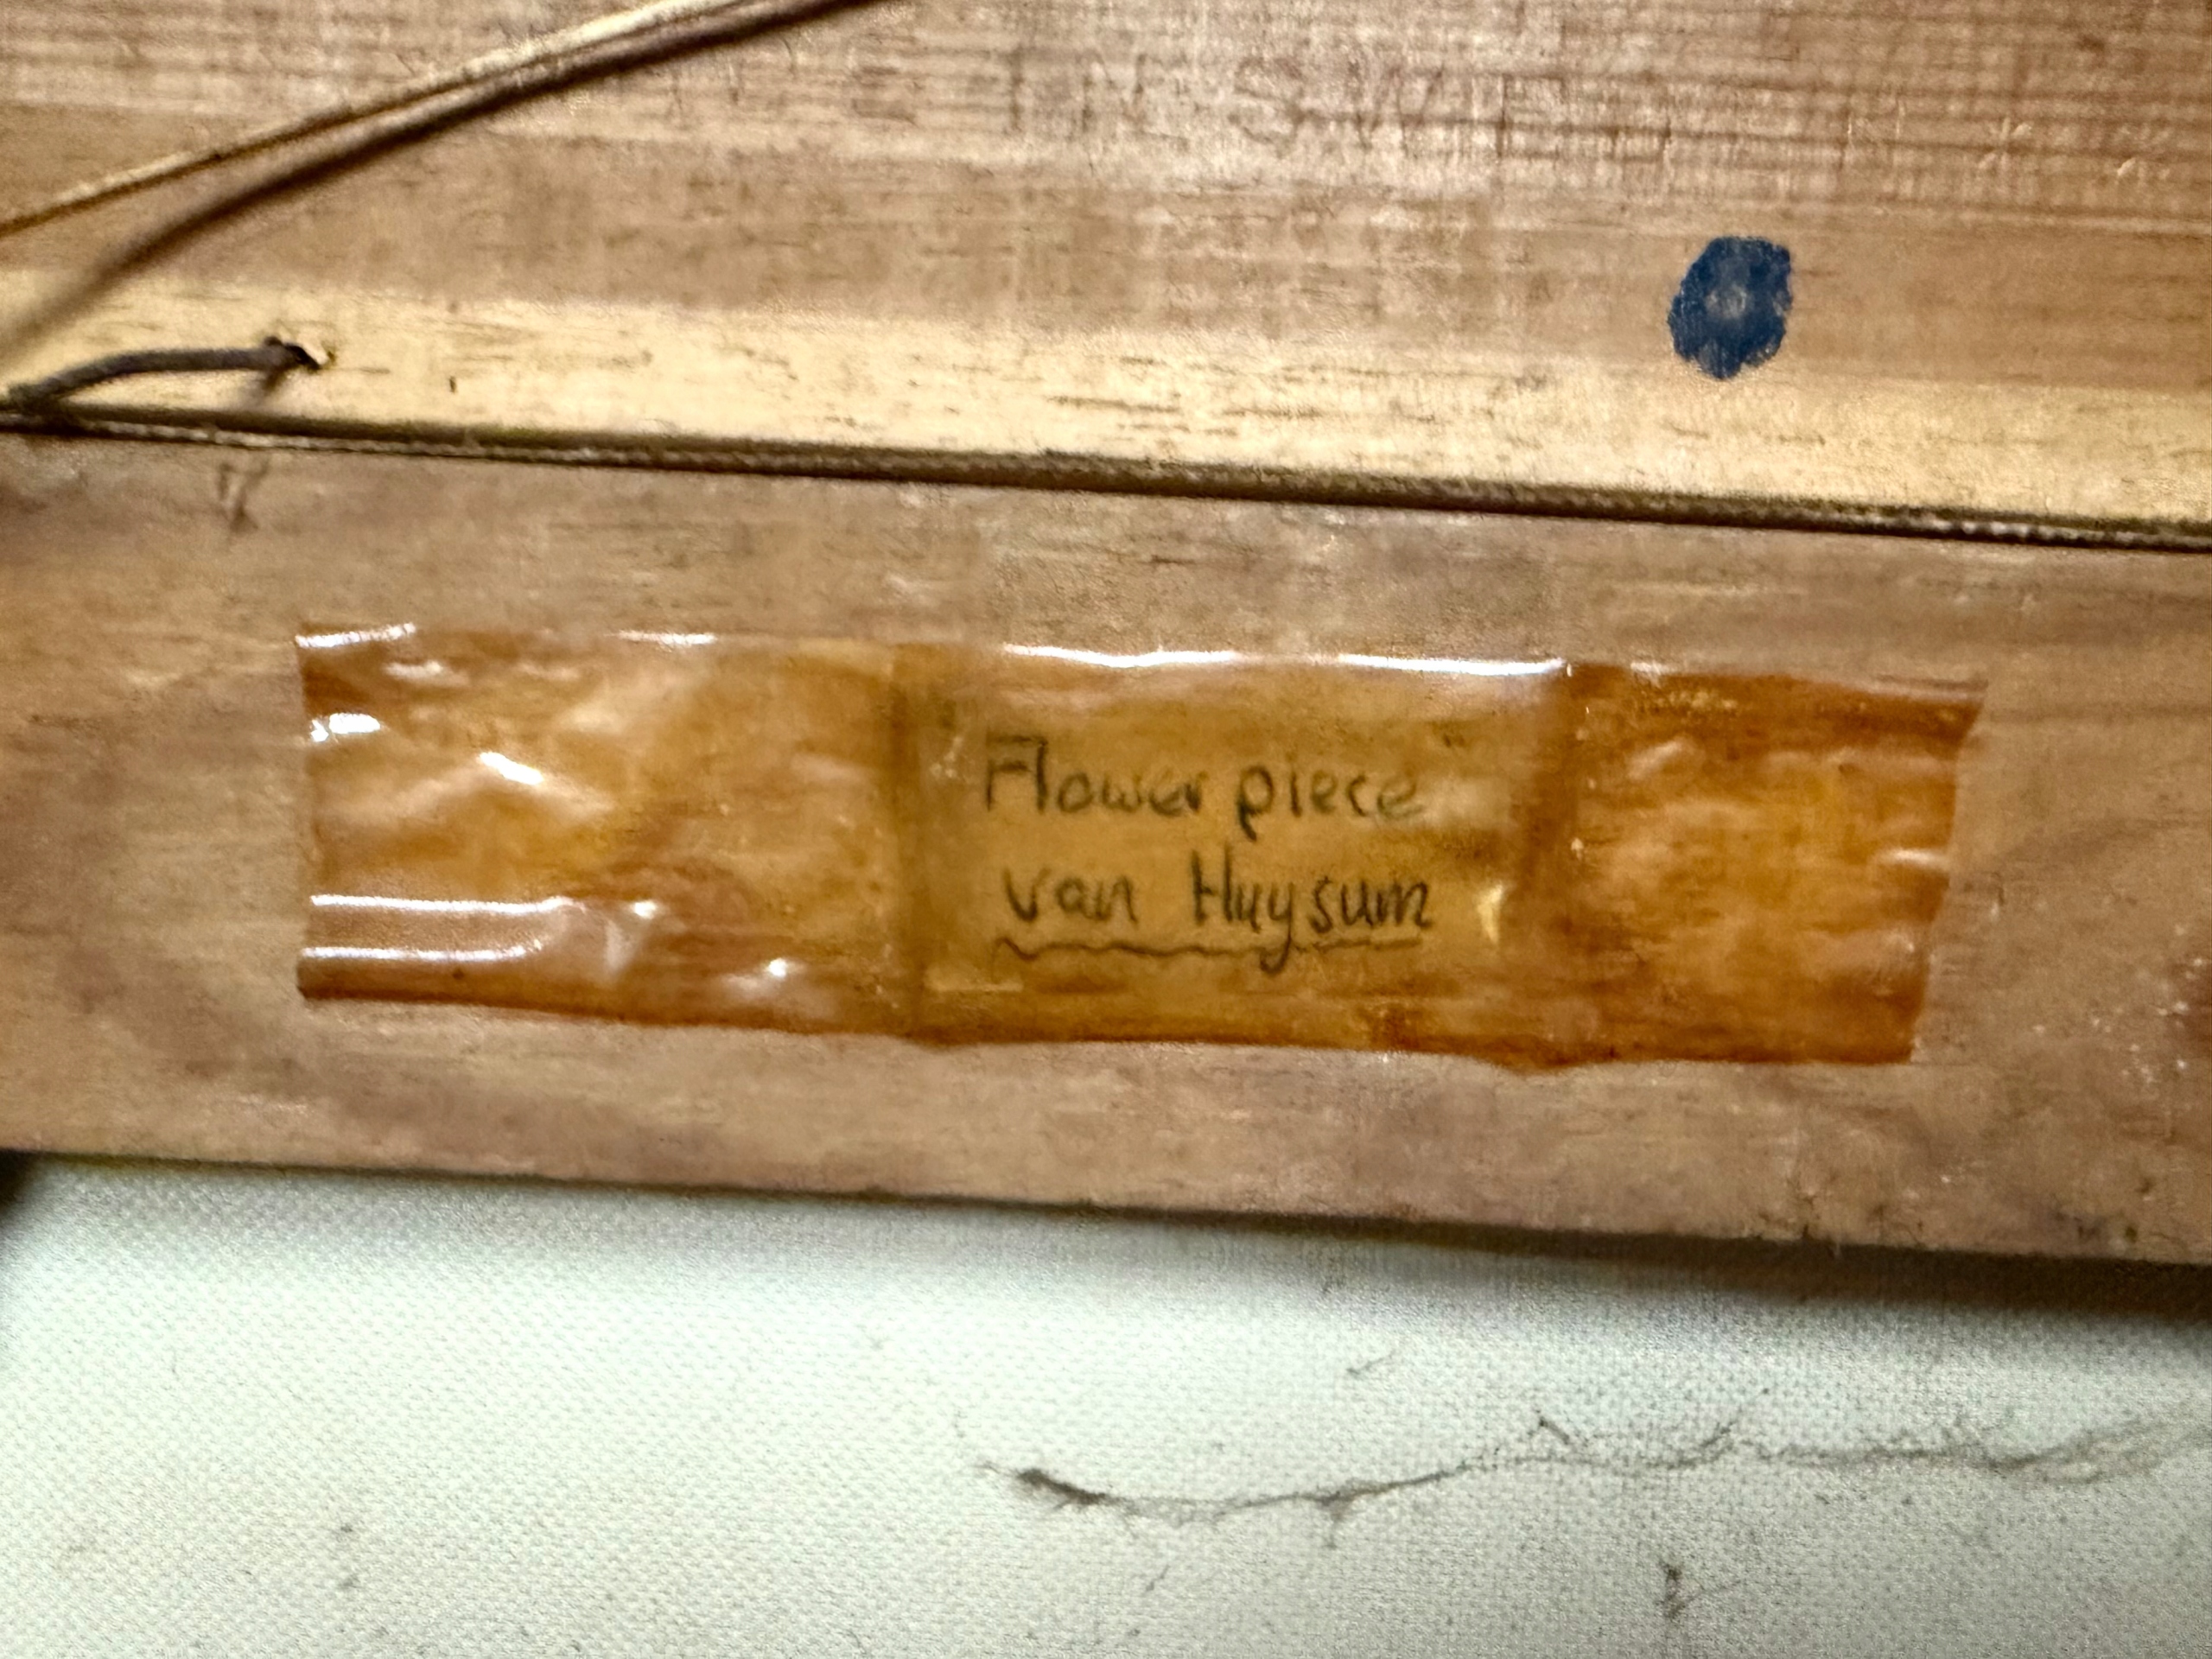 "Flower piece"
van Huysum